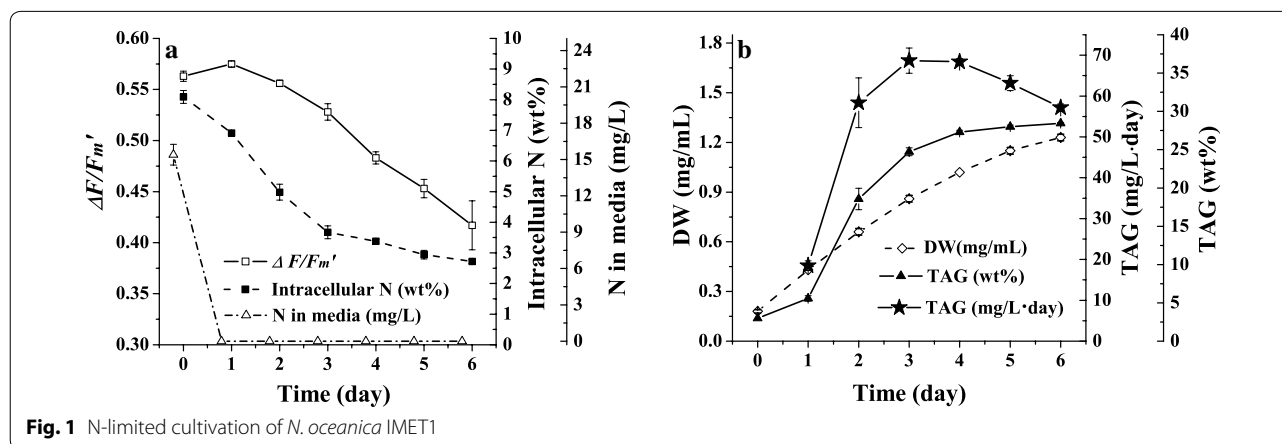 a
0.60
0.55
0.50
0.45
0.40
0.35
0.30
ΔF/Fm'
0 1 2 3 4 5 6
Time (day)
ΔF/Fm'
Intracellular N (wt%)
N in media (mg/L)
10
9
8
7
6
5
4
3
2
1
0
Intracellular N (wt%)
24
21
18
15
12
9
6
3
0
N in media (mg/L)
b
1.8
1.5
1.2
0.9
0.6
0.3
0.0
DW (mg/mL)
0 1 2 3 4 5 6
Time (day)
DW(mg/mL)
TAG (wt%)
TAG (mg/L·day)
70
60
50
40
30
20
10
0
TAG (mg/L·day)
40
35
30
25
20
15
10
5
0
TAG (wt%)
Fig. 1 N-limited cultivation of N. oceanica IMET1